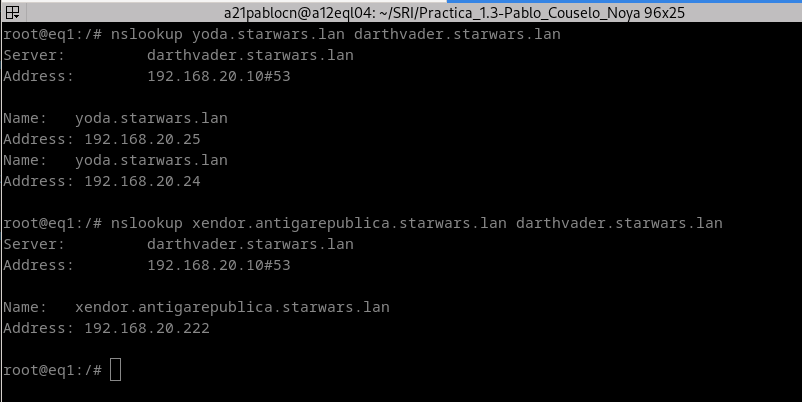 a21pablocn@a12eql04: ~/SRI/Practica_1.3-Pablo_Couselo_Noya 96x25
root@eq1:/# nslookup yoda.starwars.lan darthvader.starwars.lan
Server:         darthvader.starwars.lan
Address:        192.168.20.10#53

Name:   yoda.starwars.lan
Address: 192.168.20.25
Name:   yoda.starwars.lan
Address: 192.168.20.24

root@eq1:/# nslookup xendor.antigarepublica.starwars.lan darthvader.starwars.lan
Server:         darthvader.starwars.lan
Address:        192.168.20.10#53

Name:   xendor.antigarepublica.starwars.lan
Address: 192.168.20.222

root@eq1:/#